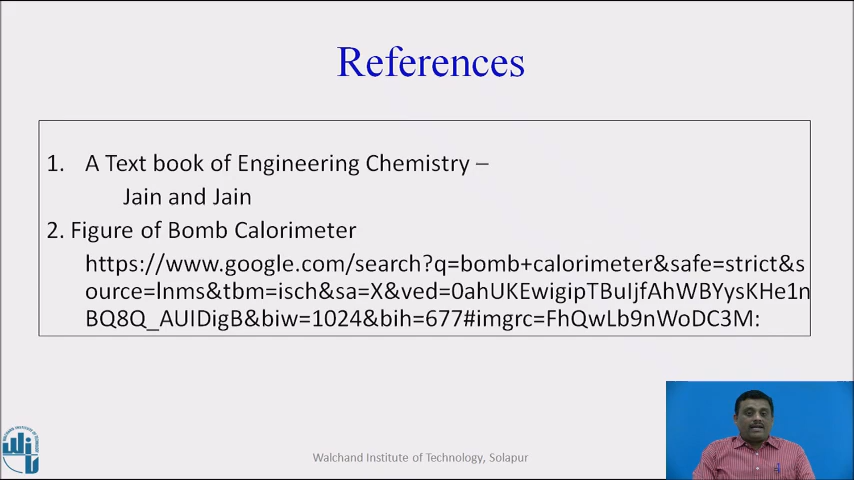 References
1. A Text book of Engineering Chemistry –
Jain and Jain
2. Figure of Bomb Calorimeter
https://www.google.com/search?q=bomb+calorimeter&safe=strict&s
ource=lnms&tbm=isch&sa=X&ved=0ahUKEwigipTBuIjfAhWBYysKHe1n
BQ8Q_AUIDigB&biw=1024&bih=677#imgrc=FhQwLb9nWoDC3M:
Walchand Institute of Technology, Solapur